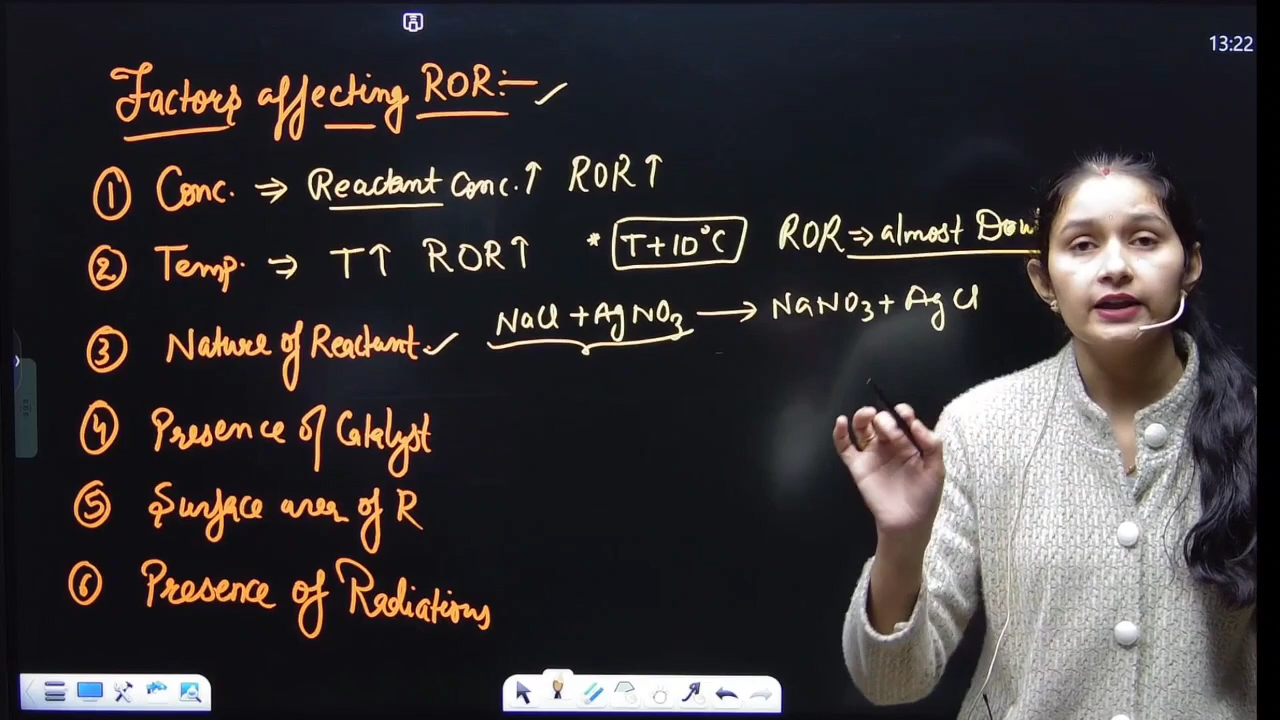 13:22
Factors affecting ROR:-
① Conc. ⇒ Reactant Conc. ↑ ROR ↑
② Temp. ⇒ T↑ ROR↑ * T+10°C ROR ⇒ almost
③ Nature of Reactant. NaCl + AgNO3 → NaNO3 + AgCl
④ Presence of Catalyst
⑤ Surface area of R
⑥ Presence of Radiations